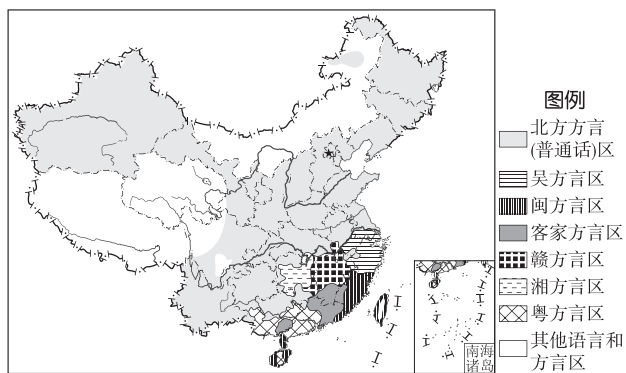 图例
北方方言
(普通话)区
吴方言区
闽方言区
客家方言区
赣方言区
湘方言区
粤方言区
其他语言和
方言区
南海
诸岛